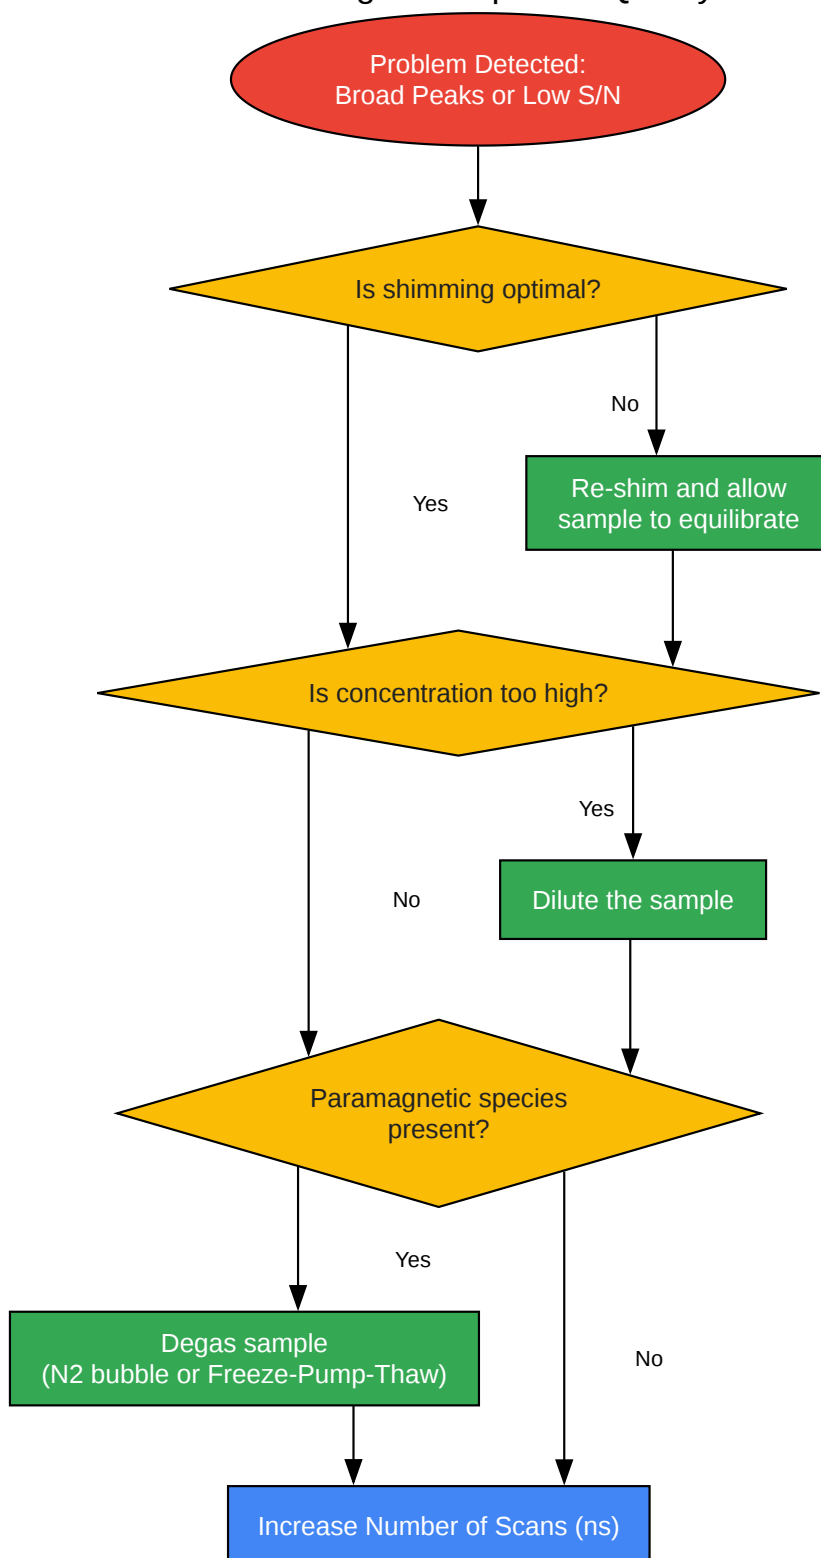 Problem Detected:
Broad Peaks or Low S/N
Is shimming optimal?
No
Re-shim and allow
sample to equilibrate
Yes
Is concentration too high?
Yes
Dilute the sample
No
Paramagnetic species
present?
Yes
Degas sample
(N2 bubble or Freeze-Pump-Thaw)
No
Increase Number of Scans (ns)